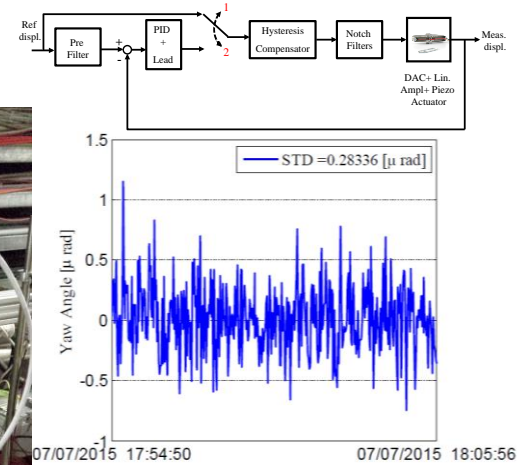 Ref
displ.
Pre
Filter
+
-
PID
+
Lead
1
2
Hysteresis
Compensator
Notch
Filters
Meas.
displ.
DAC+ Lin.
Ampl+ Piezo
Actuator
STD =0.28336 [μ rad]
Yaw Angle [μ rad]
1.5
1
0.5
0
-0.5
-1
07/07/2015 17:54:50
07/07/2015 18:05:56